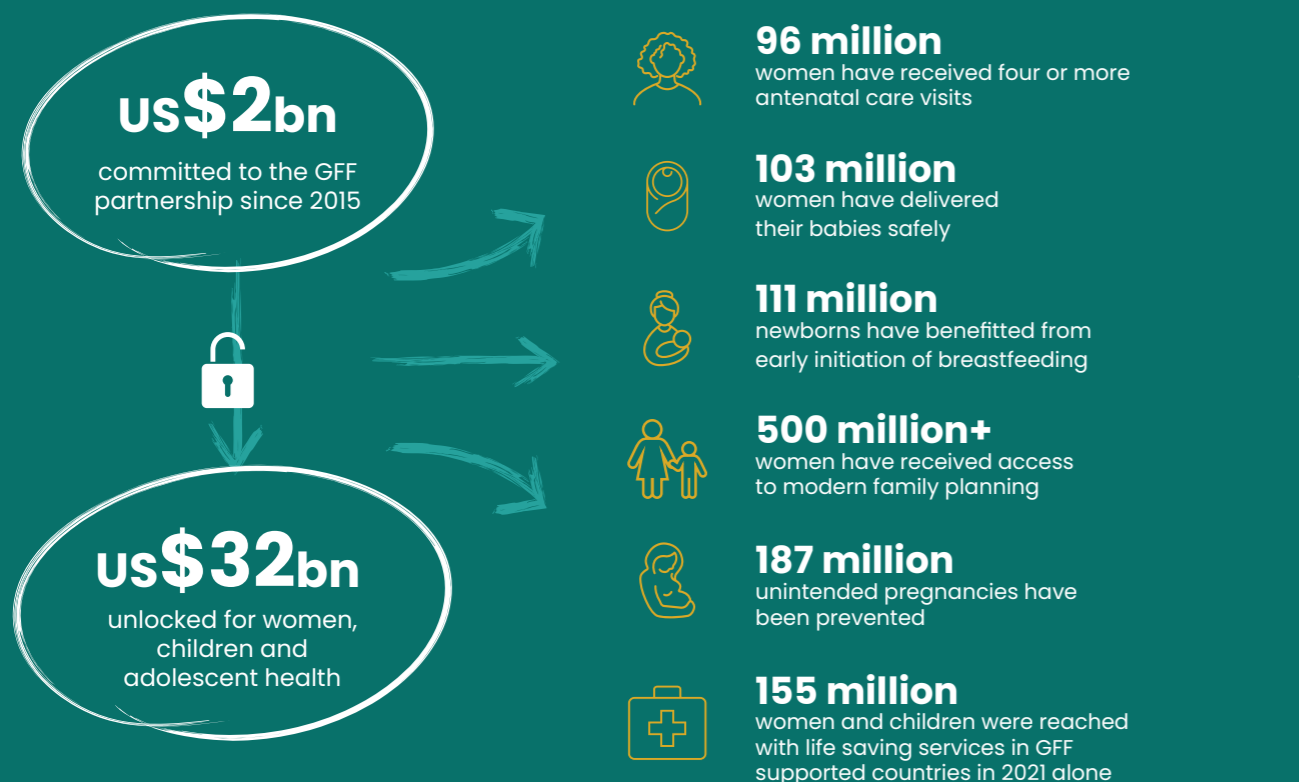 US$2bn
committed to the GFF
partnership since 2015
US$32bn
unlocked for women,
children and
adolescent health
96 million
women have received four or more
antenatal care visits
103 million
women have delivered
their babies safely
111 million
newborns have benefitted from
early initiation of breastfeeding
500 million+
women have received access
to modern family planning
187 million
unintended pregnancies have
been prevented
155 million
women and children were reached
with life saving services in GFF
supported countries in 2021 alone